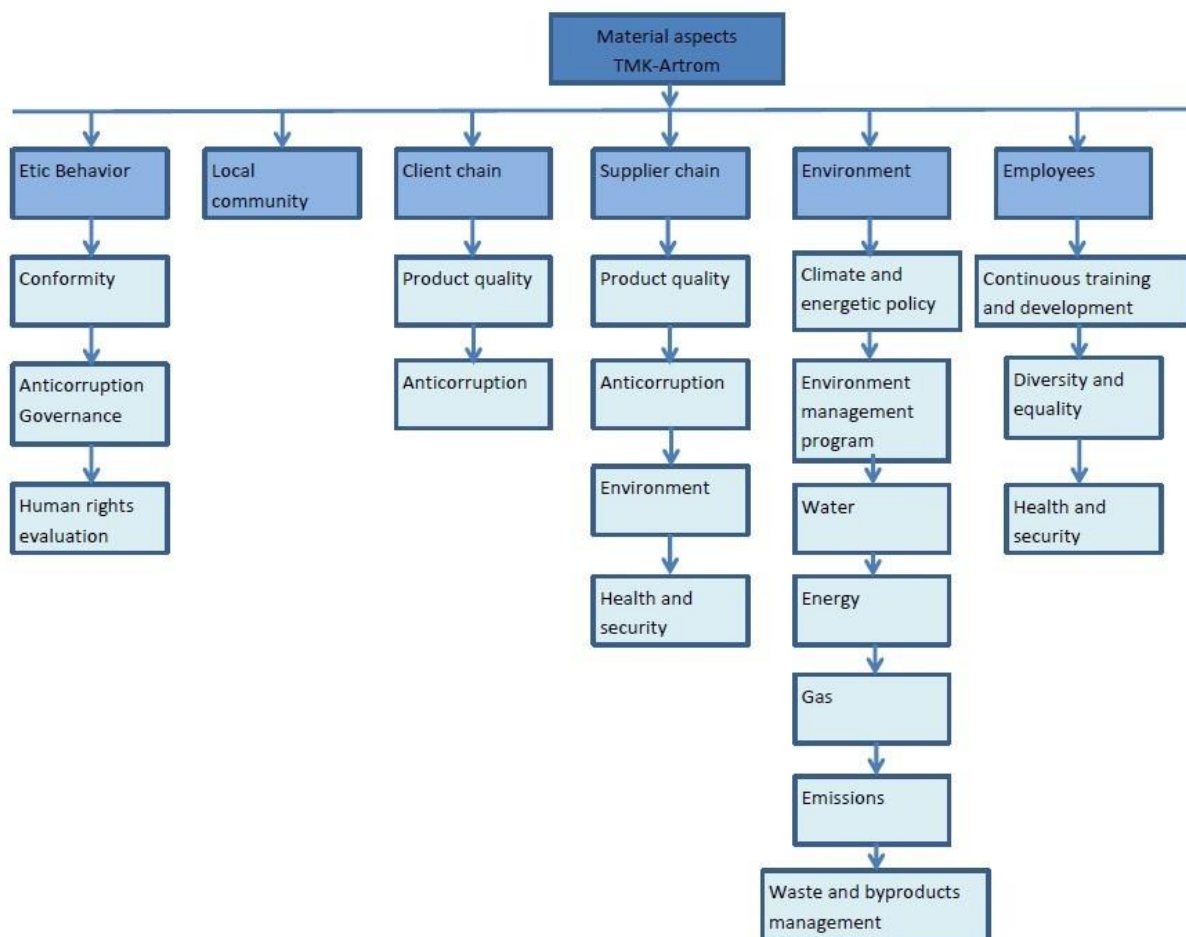 Material aspects
TMK-Artrom
Etic Behavior
Local
community
Client chain
Supplier chain
Environment
Employees
Conformity
Product quality
Product quality
Climate and
energetic policy
Continuous training
and development
Anticorruption
Governance
Anticorruption
Anticorruption
Environment
management
program
Diversity and
equality
Human rights
evaluation
Environment
Water
Health and
security
Health and
security
Energy
Gas
Emissions
Waste and byproducts
management